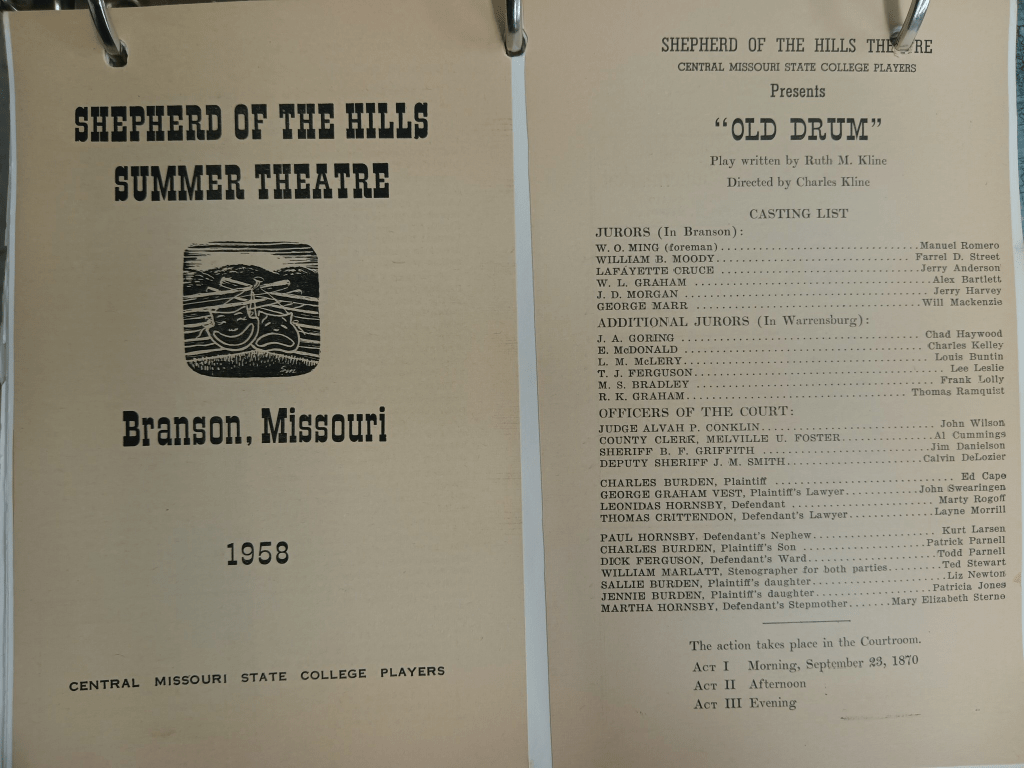 SHEPHERD OF THE HILLS
SUMMER THEATRE
Branson, Missouri
1958
CENTRAL MISSOURI STATE COLLEGE PLAYERS
SHEPHERD OF THE HILLS THEATRE
CENTRAL MISSOURI STATE COLLEGE PLAYERS
Presents
"OLD DRUM"
Play written by Ruth M. Kline
Directed by Charles Kline
CASTING LIST
JURORS (In Branson):
W. O. MING (foreman)..............................Manuel Romero
WILLIAM B. MOODY..............................Farrel D. Street
LAFAYETTE CRUCE ..............................Jerry Anderson
W. L. GRAHAM ..............................Alex Bartlett
J. D. MORGAN ..............................Jerry Harvey
GEORGE MARR ..............................Will Mackenzie
ADDITIONAL JURORS (In Warrensburg):
J. A. GORING ..............................Chad Haywood
E. McDONALD ..............................Charles Kelley
L. M. McLERY..............................Louis Buntin
T. J. FERGUSON..............................Lee Leslie
M. S. BRADLEY ..............................Frank Lolly
R. K. GRAHAM..............................Thomas Ramquist
OFFICERS OF THE COURT:
JUDGE ALVAH P. CONKLIN....................John Wilson
COUNTY CLERK, MELVILLE U. FOSTER..............Al Cummings
SHERIFF B. F. GRIFFITH ....................Jim Danielson
DEPUTY SHERIFF J. M. SMITH....................Calvin DeLozier
CHARLES BURDEN, Plaintiff ....................Ed Cape
GEORGE GRAHAM VEST, Plaintiff's Lawyer...........John Swearingen
LEONIDAS HORNSBY, Defendant ....................Marty Rogoff
THOMAS CRITTENDON, Defendant's Lawyer.............Layne Morrill
PAUL HORNSBY, Defendant's Nephew....................Kurt Larsen
CHARLES BURDEN, Plaintiff's Son ....................Patrick Parnell
DICK FERGUSON, Defendant's Ward....................Todd Parnell
WILLIAM MARLATT, Stenographer for both parties.........Ted Stewart
SALLIE BURDEN, Plaintiff's daughter....................Liz Newton
JENNIE BURDEN, Plaintiff's daughter..................Patricia Jones
MARTHA HORNSBY, Defendant's Stepmother.......Mary Elizabeth Sterne
The action takes place in the Courtroom.
ACT I Morning, September 23, 1870
ACT II Afternoon
ACT III Evening